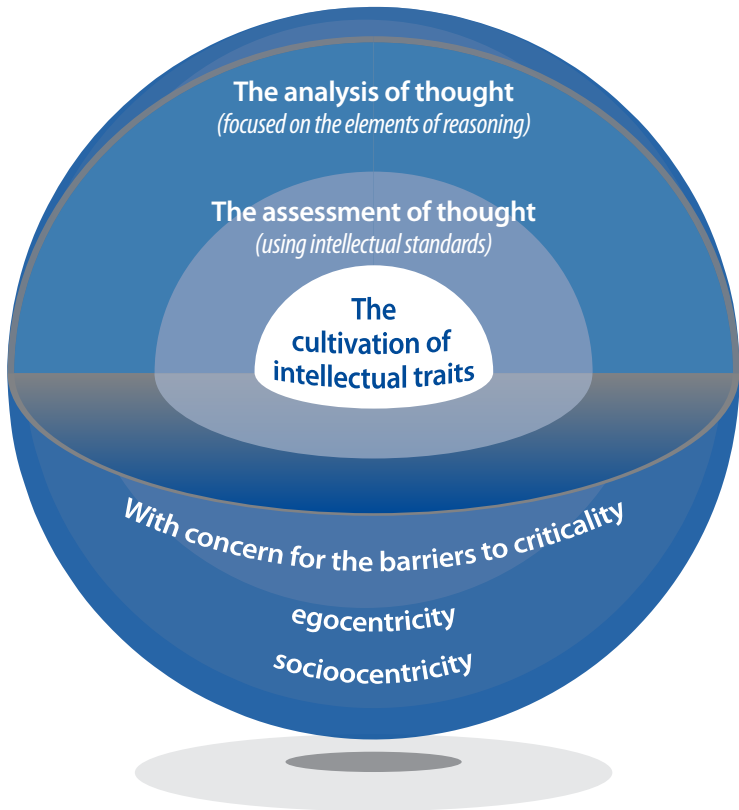 The analysis of thought
(focused on the elements of reasoning)
The assessment of thought
(using intellectual standards)
The
cultivation of
intellectual traits
With concern for the barriers to criticality
egocentricity
socioocentricity